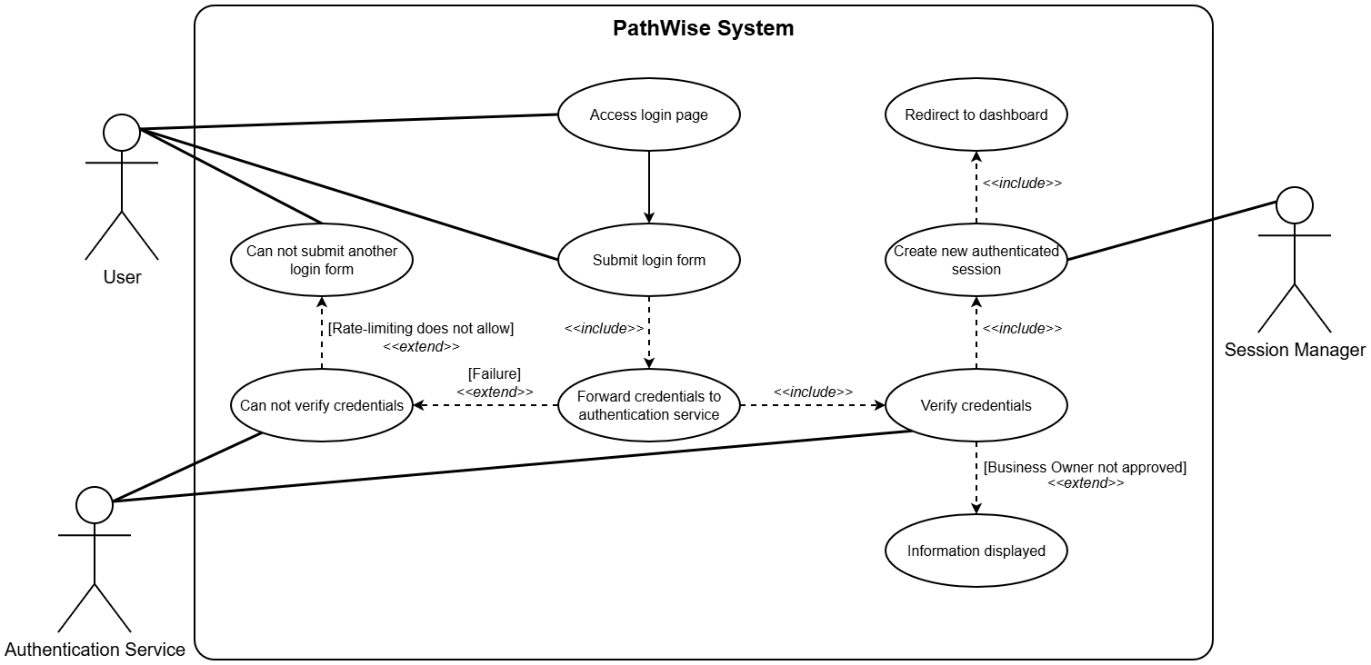 PathWise System
Access login page
Redirect to dashboard
<<include>>
User
Can not submit another
login form
Submit login form
Create new authenticated
session
Session Manager
[Rate-limiting does not allow]
<<extend>>
<<include>>
<<include>>
[Failure]
<<extend>>
<<include>>
Can not verify credentials
Forward credentials to
authentication service
Verify credentials
[Business Owner not approved]
<<extend>>
Information displayed
Authentication Service